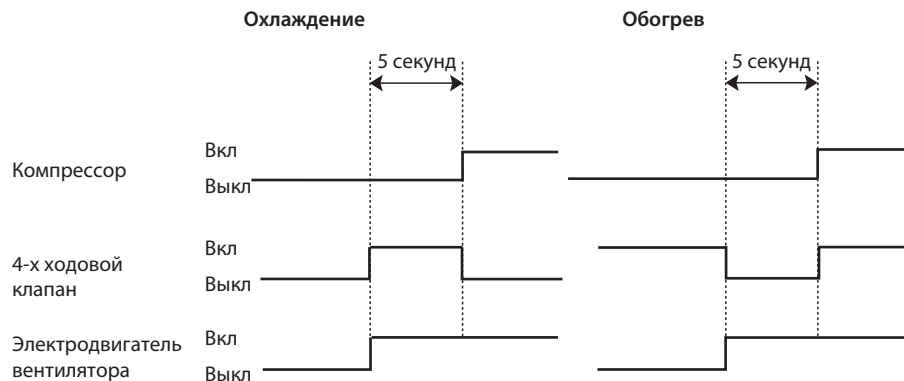 Охлаждение
Обогрев
5 секунд
5 секунд
Компрессор
Вкл
Выкл
4-х ходовой
клапан
Вкл
Выкл
Электродвигатель
вентилятора
Вкл
Выкл